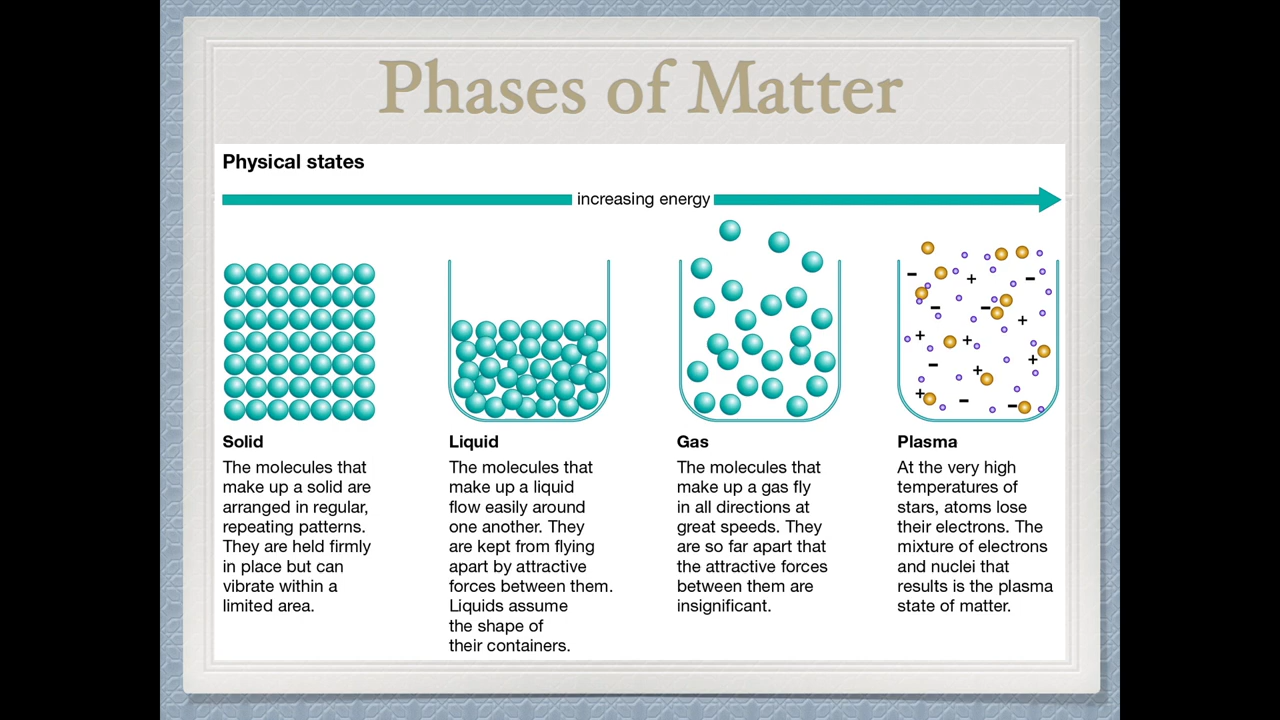 Phases of Matter
Physical states
increasing energy
Solid
The molecules that
make up a solid are
arranged in regular,
repeating patterns.
They are held firmly
in place but can
vibrate within a
limited area.
Liquid
The molecules that
make up a liquid
flow easily around
one another. They
are kept from flying
apart by attractive
forces between them.
Liquids assume
the shape of
their containers.
Gas
The molecules that
make up a gas fly
in all directions at
great speeds. They
are so far apart that
the attractive forces
between them are
insignificant.
Plasma
At the very high
temperatures of
stars, atoms lose
their electrons. The
mixture of electrons
and nuclei that
results is the plasma
state of matter.